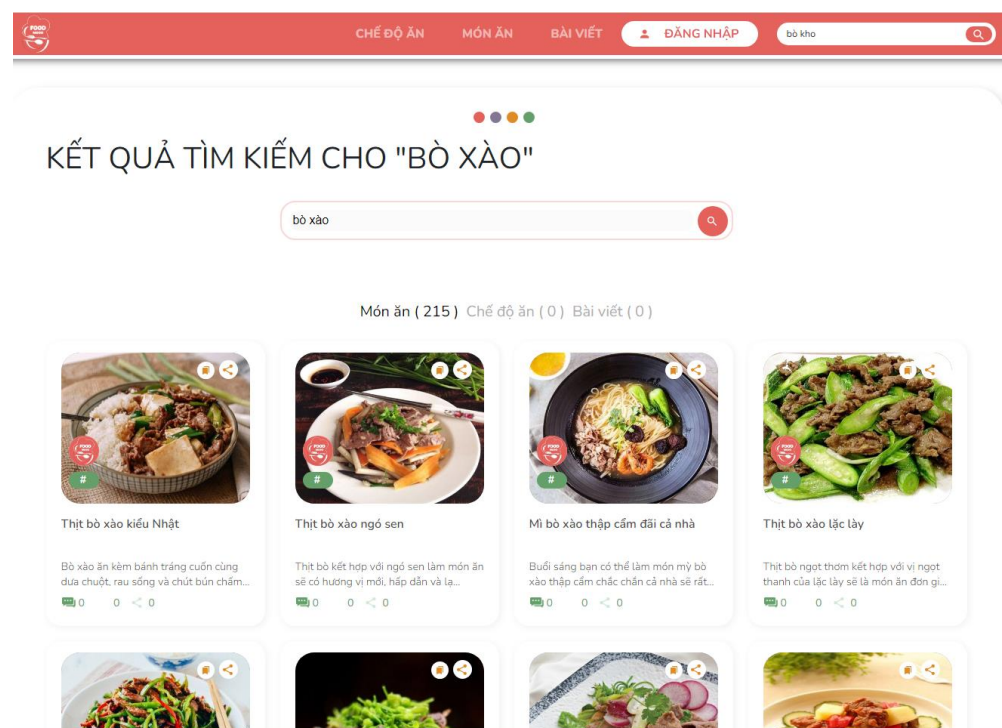 FOOD
CHẾ ĐỘ ĂN
MÓN ĂN
BÀI VIẾT
ĐĂNG NHẬP
bò kho
KẾT QUẢ TÌM KIẾM CHO "BÒ XÀO"
bò xào
Món ăn ( 215 ) Chế độ ăn ( 0 ) Bài viết ( 0 )
FOOD
#
Thịt bò xào kiểu Nhật
Bò xào ăn kèm bánh tráng cuốn cùng
dưa chuột, rau sống và chút bún chấm...
0 0 0
FOOD
#
Thịt bò xào ngó sen
Thịt bò kết hợp với ngó sen làm món ăn
sẽ có hương vị mới, hấp dẫn và lạ...
0 0 0
FOOD
#
Mì bò xào thập cẩm đãi cả nhà
Buổi sáng bạn có thể làm món mỳ bò
xào thập cẩm chắc chắn cả nhà sẽ rất...
0 0 0
FOOD
#
Thịt bò xào lặc lày
Thịt bò ngọt thơm kết hợp với vị ngọt
thanh của lặc lày sẽ là món ăn đơn gi...
0 0 0